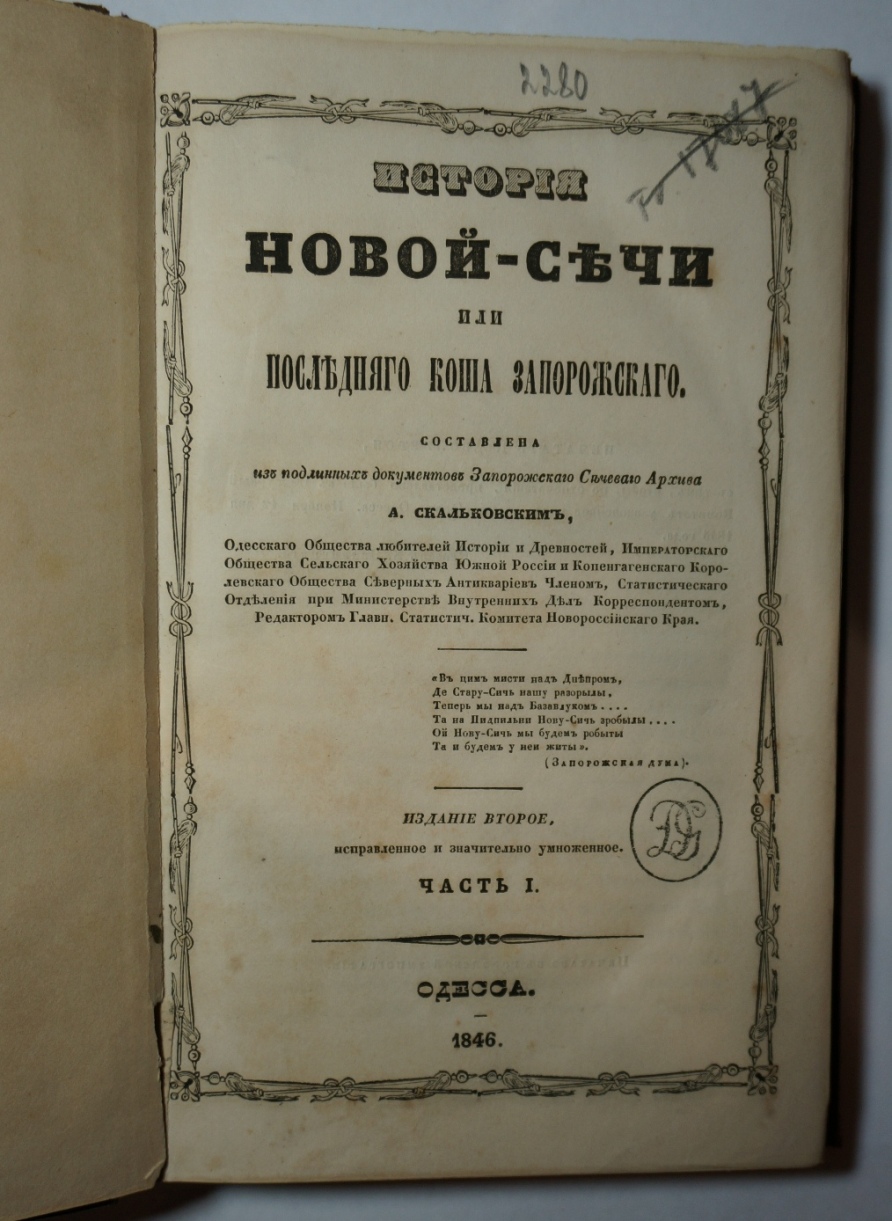 2280
ИСТОРІЯ
НОВОЙ-СѢЧИ
ИЛИ
ПОСЛѢДНЯГО КОША ЗАПОРОЖСКАГО.
СОСТАВЛЕНА
изъ подлинныхъ документовъ Запорожскаго Сѣчеваго Архива
А. СКАЛЬКОВСКИМЪ,
Одесскаго Общества любителей Исторіи и Древностей, Императорскаго
Общества Сельскаго Хозяйства Южной Россіи и Копенгагенскаго Коро-
левскаго Общества Сѣверныхъ Антикваріевъ Членомъ, Статистическаго
Отдѣленія при Министерствѣ Внутреннихъ Дѣлъ Корреспондентомъ,
Редакторомъ Главн. Статистич. Комитета Новороссійскаго Края.
«Въ цимъ мисти надъ Днѣпромъ,
Де Стару-Сичь нашу разорылы.
Теперь мы надъ Базавлукомъ....
Та на Пидпильни Нову-Сичь зробылы....
Ой Нову-Сичь мы будемъ робыты
Та и будемъ у неи житы».
(Запорожская дума).
ИЗДАНІЕ ВТОРОЕ,
исправленное и значительно умноженное.
ЧАСТЬ I.
ОДЕССА.
1846.